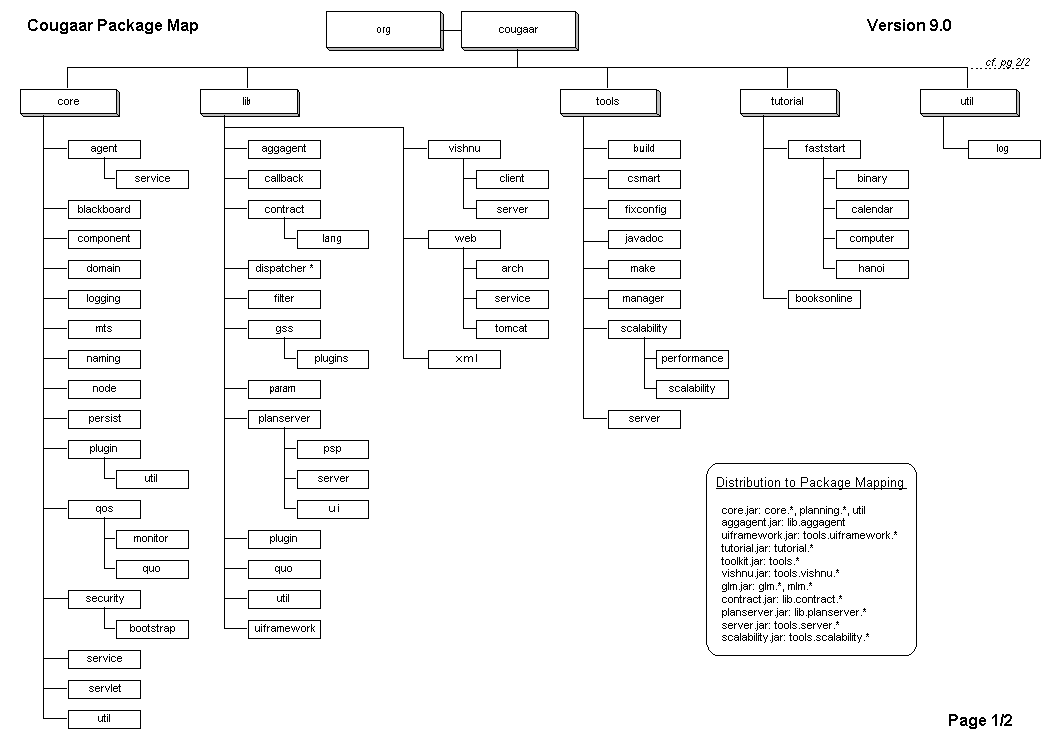 Cougaar Package Map
org
cougaar
Version 9.0
cf. pg 2/2
core
lib
tools
tutorial
util
agent
service
blackboard
component
domain
logging
mts
naming
node
persist
plugin
util
qos
monitor
quo
security
bootstrap
service
servlet
util
aggagent
callback
contract
lang
dispatcher *
filter
gss
plugins
param
planserver
psp
server
ui
plugin
quo
util
uiframework
vishnu
client
server
web
arch
service
tomcat
xml
build
csmart
fixconfig
javadoc
make
manager
scalability
performance
scalability
server
faststart
binary
calendar
computer
hanoi
booksonline
log
Distribution to Package Mapping
core.jar: core.*, planning.*, util
aggagent.jar: lib.aggagent
uiframework.jar: tools.uiframework.*
tutorial.jar: tutorial.*
toolkit.jar: tools.*
vishnu.jar: tools.vishnu.*
glm.jar: glm.*, mlm.*
contract.jar: lib.contract.*
planserver.jar: lib.planserver.*
server.jar: tools.server.*
scalability.jar: tools.scalability.*
Page 1/2